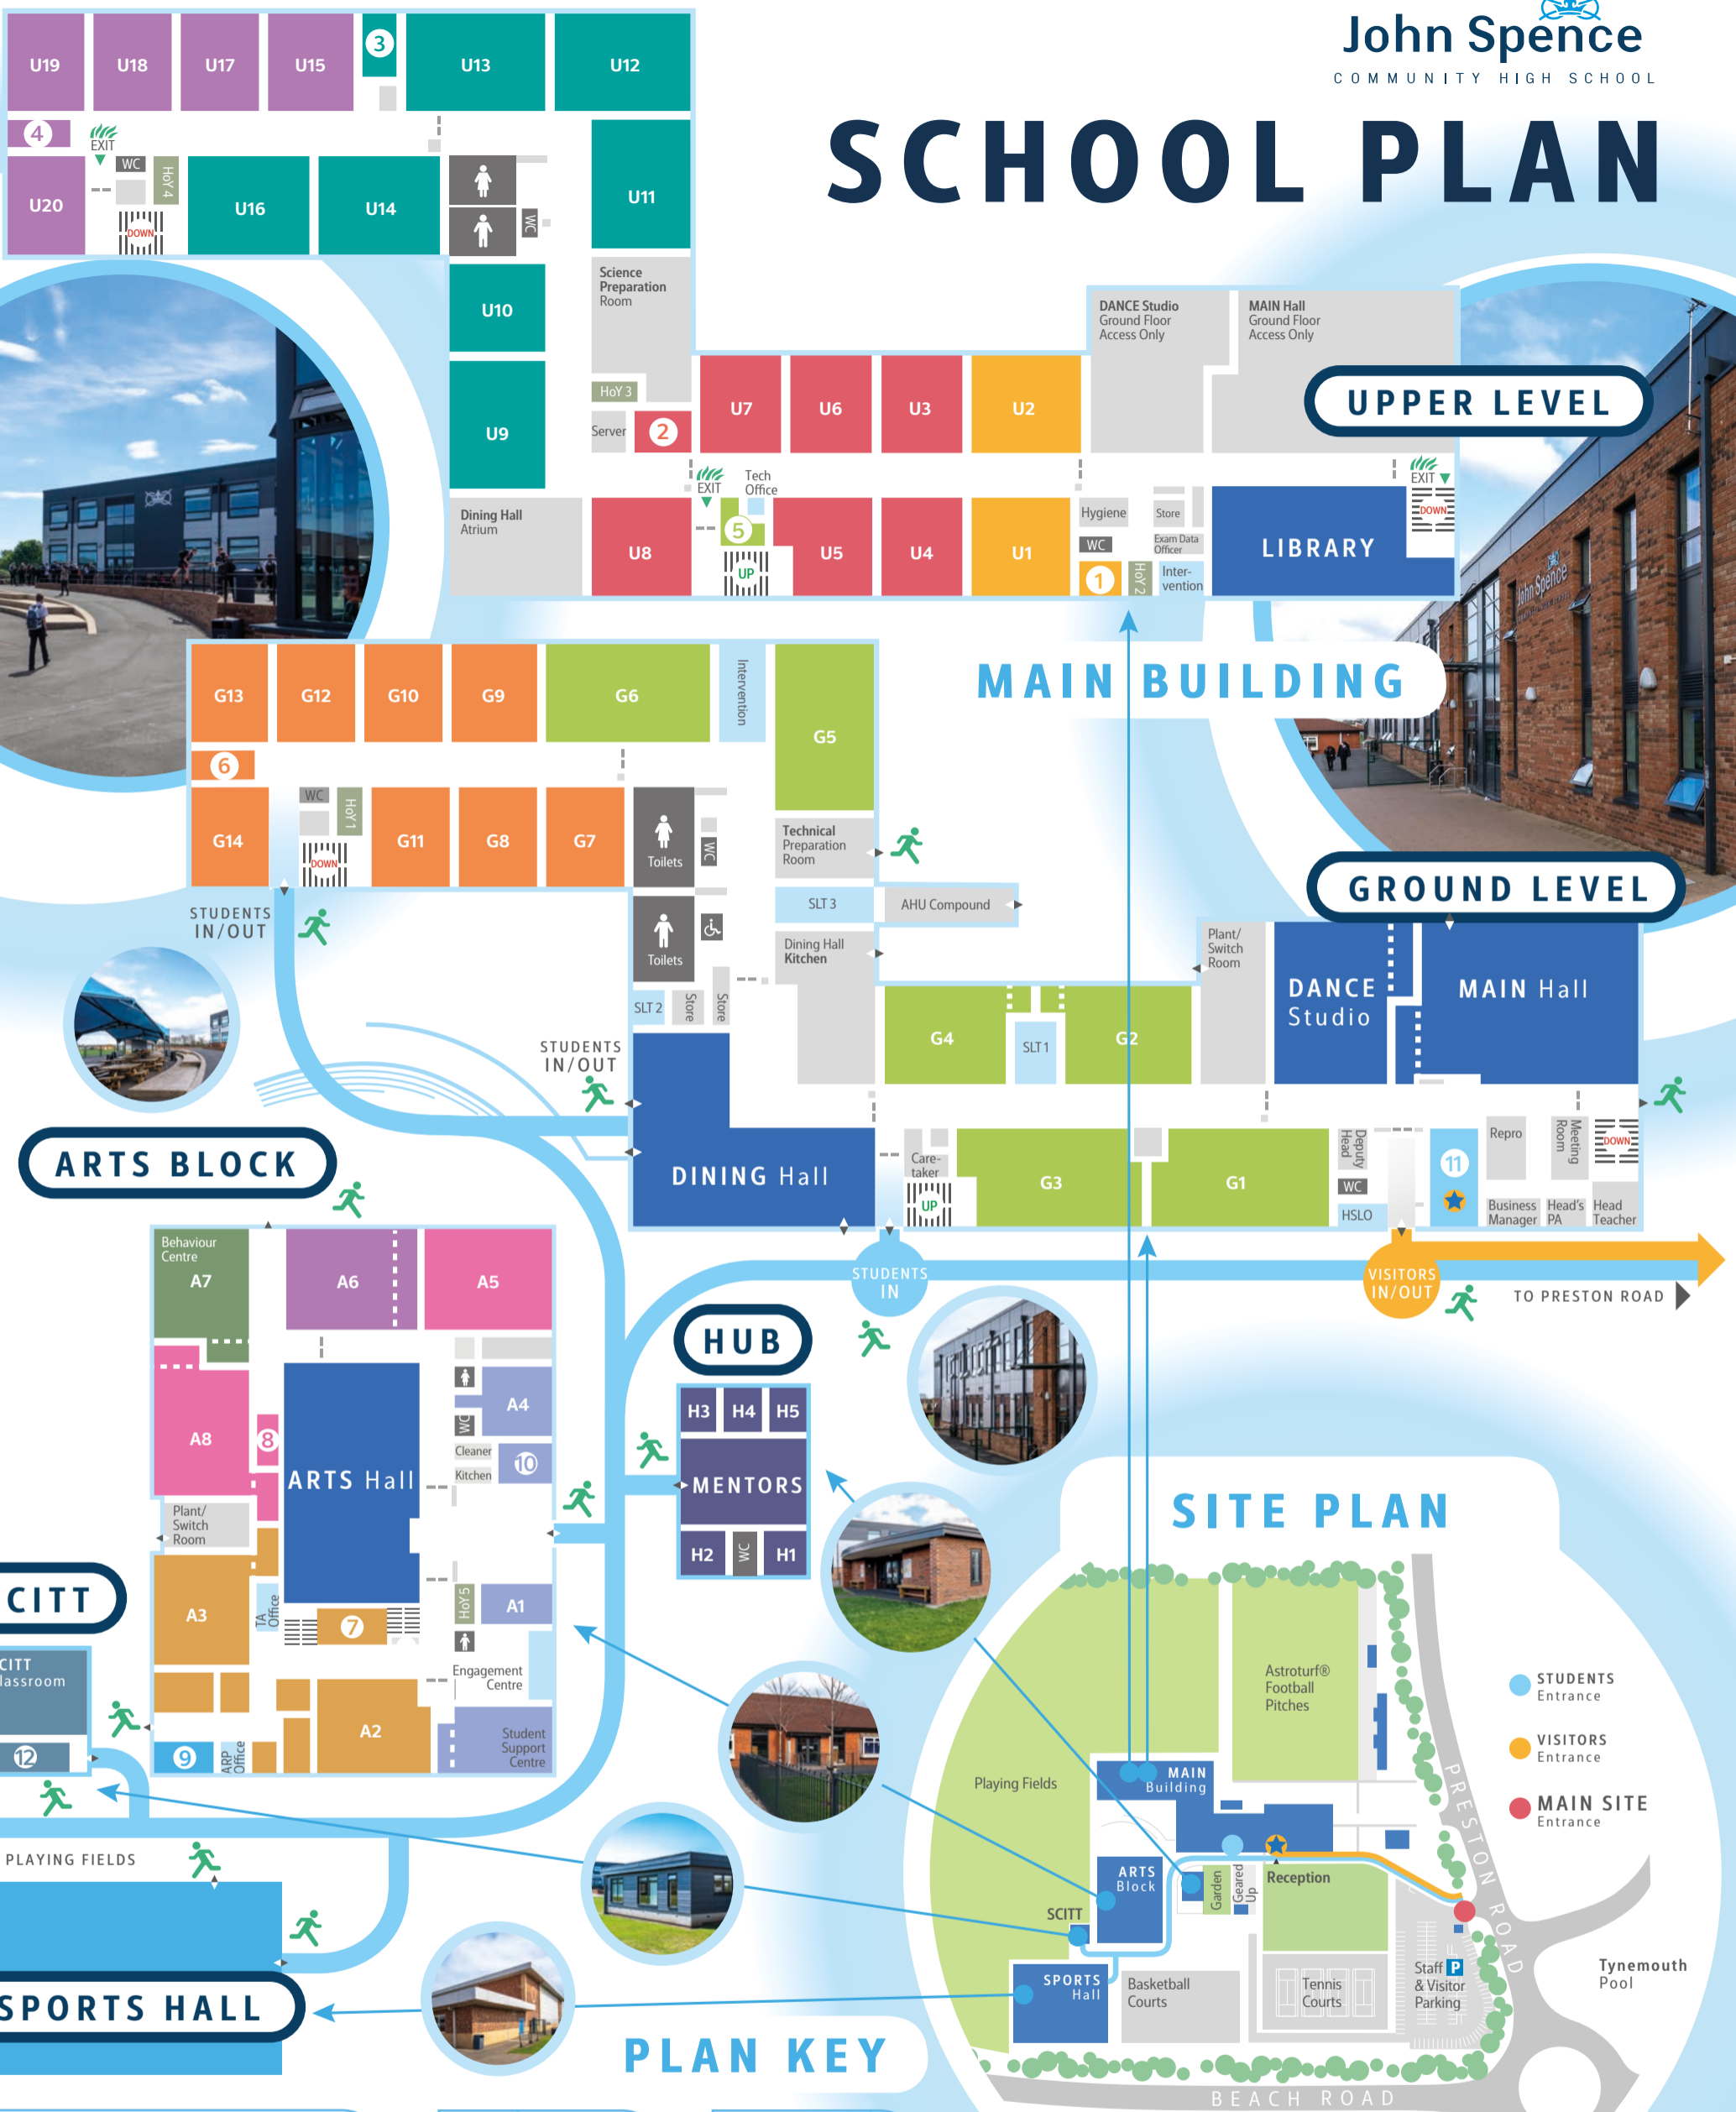 John Spence
COMMUNITY HIGH SCHOOL
SCHOOL PLAN
U19
U18
U17
U15
3
U13
U12
4
EXIT
WC
HoY 4
U20
DOWN
U16
U14
WC
U11
U10
Science
Preparation
Room
U9
HoY 3
Server
2
U7
U6
U3
U2
DANCE Studio
Ground Floor
Access Only
MAIN Hall
Ground Floor
Access Only
UPPER LEVEL
EXIT
Tech
Office
Dining Hall
Atrium
U8
5
UP
U5
U4
U1
Hygiene
WC
1
HoY 2
Store
Exam Data
Officer
Inter-
vention
LIBRARY
EXIT
DOWN
John Spence
MAIN BUILDING
G13
G12
G10
G9
G6
Intervention
G5
6
WC
HoY 1
G14
DOWN
G11
G8
G7
Toilets
WC
Technical
Preparation
Room
SLT 3
AHU Compound
Toilets
Dining Hall
Kitchen
SLT 2
Store
Store
STUDENTS
IN/OUT
STUDENTS
IN/OUT
GROUND LEVEL
Plant/
Switch
Room
DANCE
Studio
MAIN Hall
G4
SLT 1
G2
DINING Hall
Care-
taker
UP
G3
G1
Deputy
Head
WC
HSLO
11
Repro
Meeting
Room
DOWN
Business
Manager
Head's
PA
Head
Teacher
STUDENTS
IN
VISITORS
IN/OUT
TO PRESTON ROAD
ARTS BLOCK
Behaviour
Centre
A7
A6
A5
A8
8
ARTS Hall
A4
WC
Cleaner
Kitchen
10
Plant/
Switch
Room
A3
TA
Office
7
HoY 5
A1
Engagement
Centre
A2
Student
Support
Centre
9
ARP
Office
HUB
H3
H4
H5
MENTORS
H2
WC
H1
CITT
CITT
lassroom
12
PLAYING FIELDS
SPORTS HALL
SITE PLAN
Astroturf®
Football
Pitches
Playing Fields
MAIN
Building
ARTS
Block
Garden
Geared
Up
Reception
SCITT
SPORTS
Hall
Basketball
Courts
Tennis
Courts
Staff P
& Visitor
Parking
PRESTON ROAD
BEACH ROAD
Tynemouth
Pool
STUDENTS
Entrance
VISITORS
Entrance
MAIN SITE
Entrance
PLAN KEY